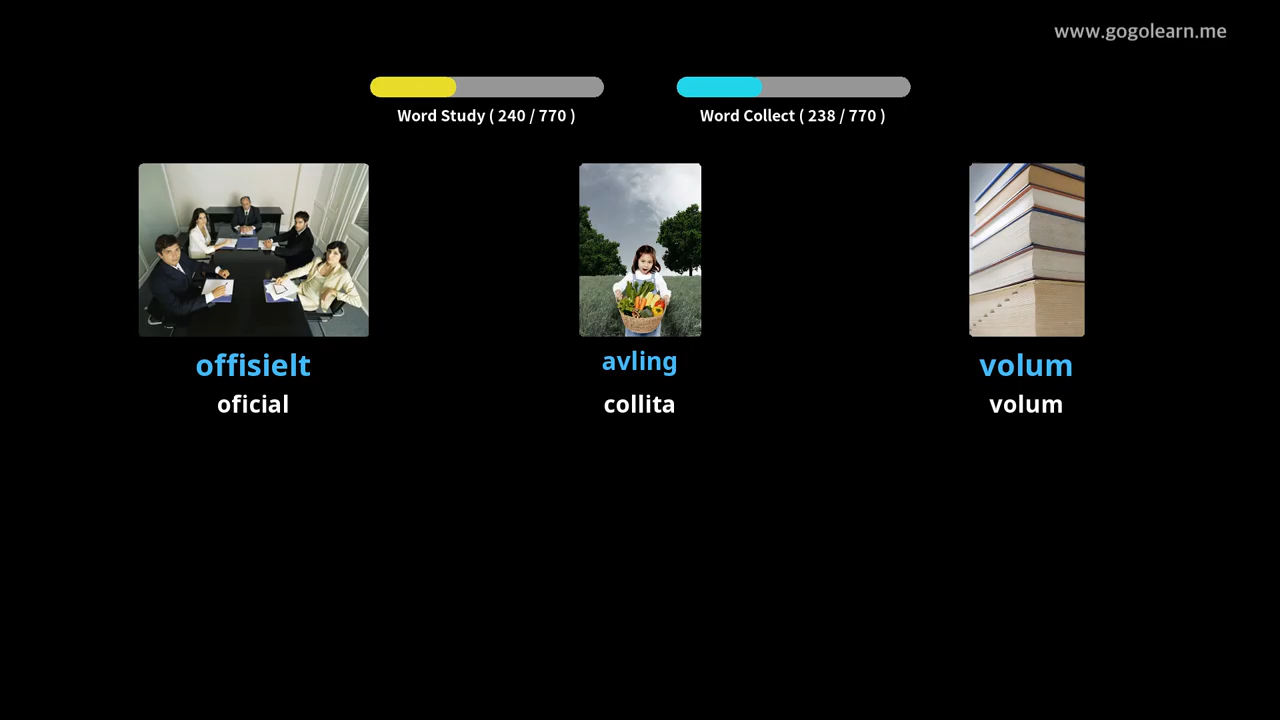 www.gogolearn.me
Word Study ( 240 / 770 )
Word Collect ( 238 / 770 )
offisielt
oficial
avling
collita
volum
volum